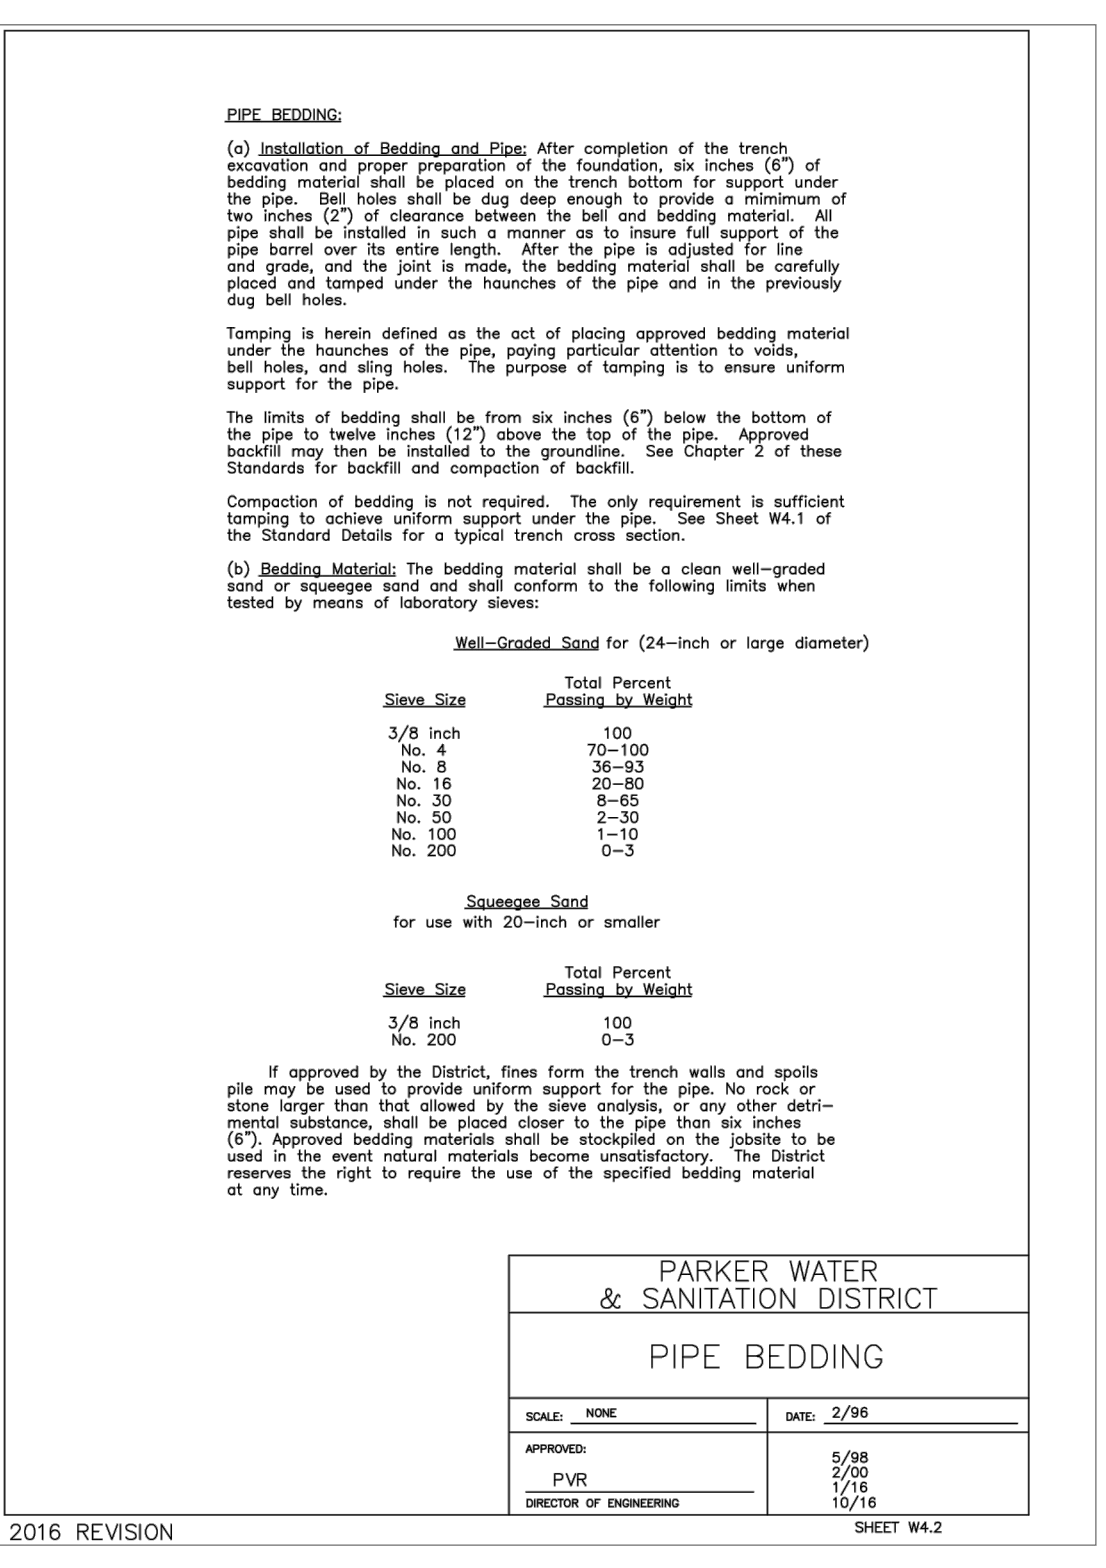 PIPE BEDDING:
(a) Installation of Bedding and Pipe: After completion of the trench
excavation and proper preparation of the foundation, six inches (6") of
bedding material shall be placed on the trench bottom for support under
the pipe. Bell holes shall be dug deep enough to provide a mimimum of
two inches (2") of clearance between the bell and bedding material. All
pipe shall be installed in such a manner as to insure full support of the
pipe barrel over its entire length. After the pipe is adjusted for line
and grade, and the joint is made, the bedding material shall be carefully
placed and tamped under the haunches of the pipe and in the previously
dug bell holes.
Tamping is herein defined as the act of placing approved bedding material
under the haunches of the pipe, paying particular attention to voids,
bell holes, and sling holes. The purpose of tamping is to ensure uniform
support for the pipe.
The limits of bedding shall be from six inches (6") below the bottom of
the pipe to twelve inches (12") above the top of the pipe. Approved
backfill may then be installed to the groundline. See Chapter 2 of these
Standards for backfill and compaction of backfill.
Compaction of bedding is not required. The only requirement is sufficient
tamping to achieve uniform support under the pipe. See Sheet W4.1 of
the Standard Details for a typical trench cross section.
(b) Bedding Material: The bedding material shall be a clean well-graded
sand or squeegee sand and shall conform to the following limits when
tested by means of laboratory sieves:
Well-Graded Sand for (24-inch or large diameter)
Total Percent
Sieve Size Passing by Weight
3/8 inch 100
No. 4 70-100
No. 8 36-93
No. 16 20-80
No. 30 8-65
No. 50 2-30
No. 100 1-10
No. 200 0-3
Squeegee Sand
for use with 20-inch or smaller
Total Percent
Sieve Size Passing by Weight
3/8 inch 100
No. 200 0-3
If approved by the District, fines form the trench walls and spoils
pile may be used to provide uniform support for the pipe. No rock or
stone larger than that allowed by the sieve analysis, or any other detri-
mental substance, shall be placed closer to the pipe than six inches
(6"). Approved bedding materials shall be stockpiled on the jobsite to be
used in the event natural materials become unsatisfactory. The District
reserves the right to require the use of the specified bedding material
at any time.
PARKER WATER
& SANITATION DISTRICT
PIPE BEDDING
SCALE: NONE
DATE: 2/96
APPROVED:
PVR
DIRECTOR OF ENGINEERING
5/98
2/00
1/16
10/16
2016 REVISION
SHEET W4.2